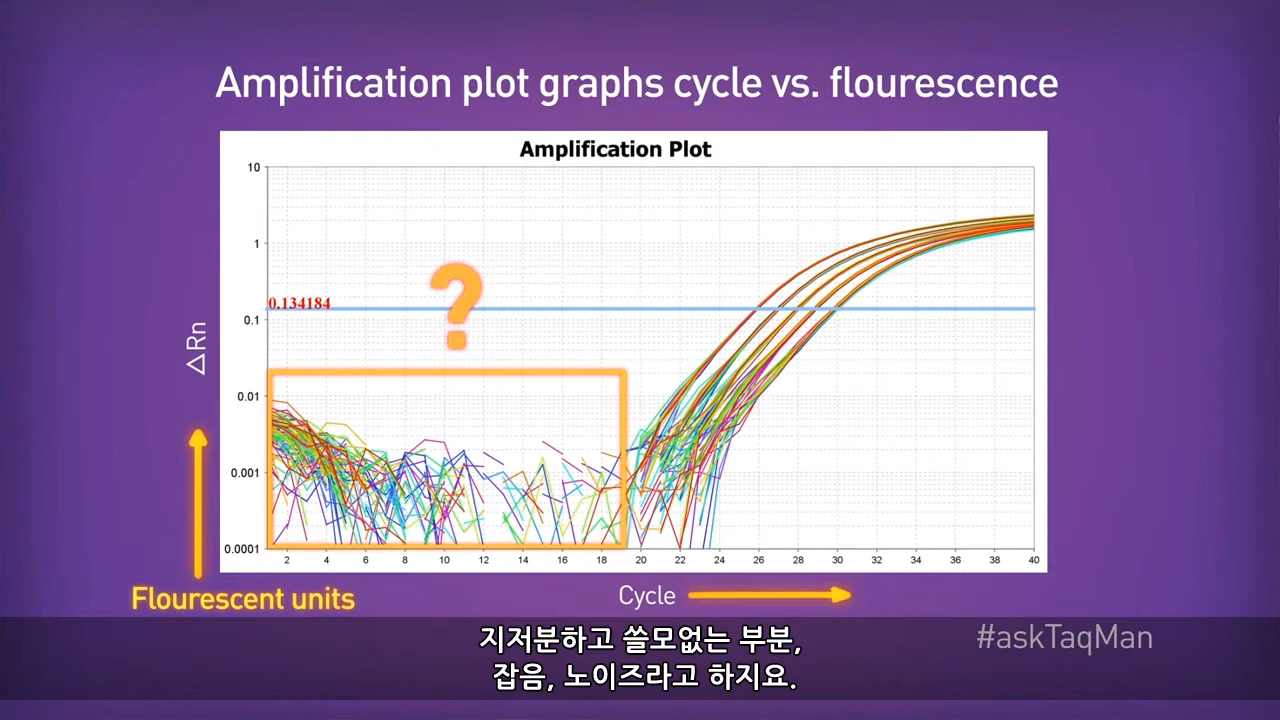 Amplification plot graphs cycle vs. flourescence
Amplification Plot
10
1
0.134184
0.1
0.01
0.001
0.0001
ΔRn
?
2 4 6 8 10 12 14 16 18 20 22 24 26 28 30 32 34 36 38 40
Flourescent units
Cycle
#askTaqMan
지저분하고 쓸모없는 부분,
잡음, 노이즈라고 하지요.